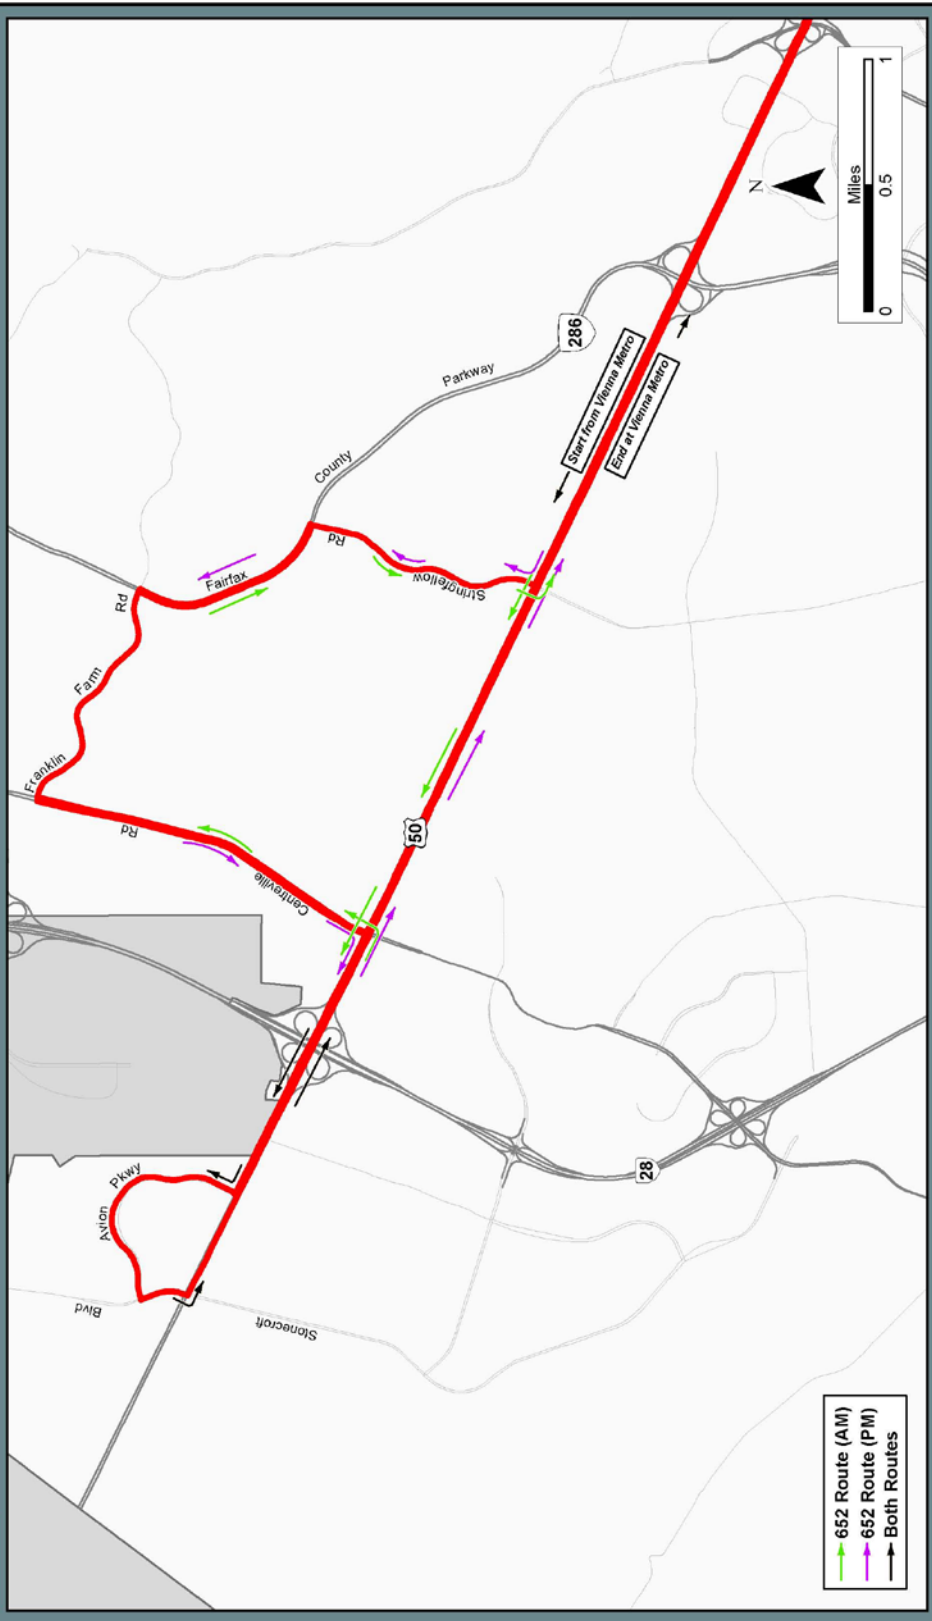 Avion
Pkwy
Blvd
Stonecroft
Franklin
Farm
Rd
Rd
Centreville
Fairfax
County
Parkway
Rd
Stringfellow
286
50
28
Start from Vienna Metro
End at Vienna Metro
N
Miles
0 0.5 1
652 Route (AM)
652 Route (PM)
Both Routes